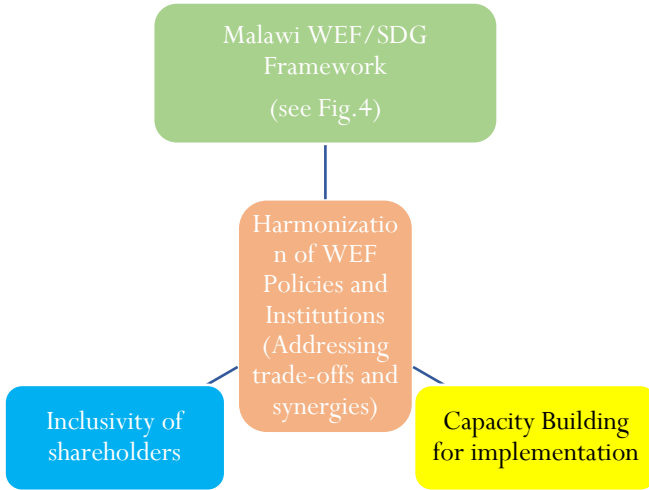 Malawi WEF/SDG
Framework
(see Fig.4)
Harmonizatio
n of WEF
Policies and
Institutions
(Addressing
trade-offs and
synergies)
Inclusivity of
shareholders
Capacity Building
for implementation